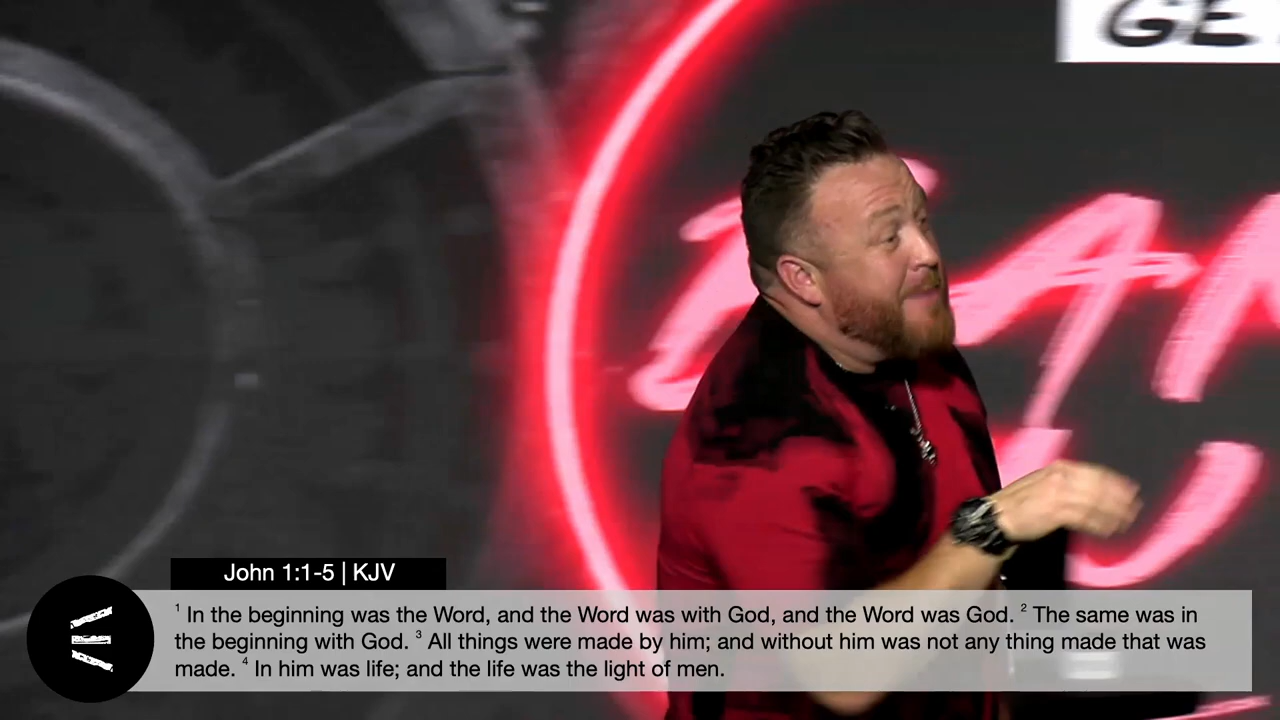 GE
John 1:1-5 | KJV
1 In the beginning was the Word, and the Word was with God, and the Word was God. 2 The same was in
the beginning with God. 3 All things were made by him; and without him was not any thing made that was
made. 4 In him was life; and the life was the light of men.